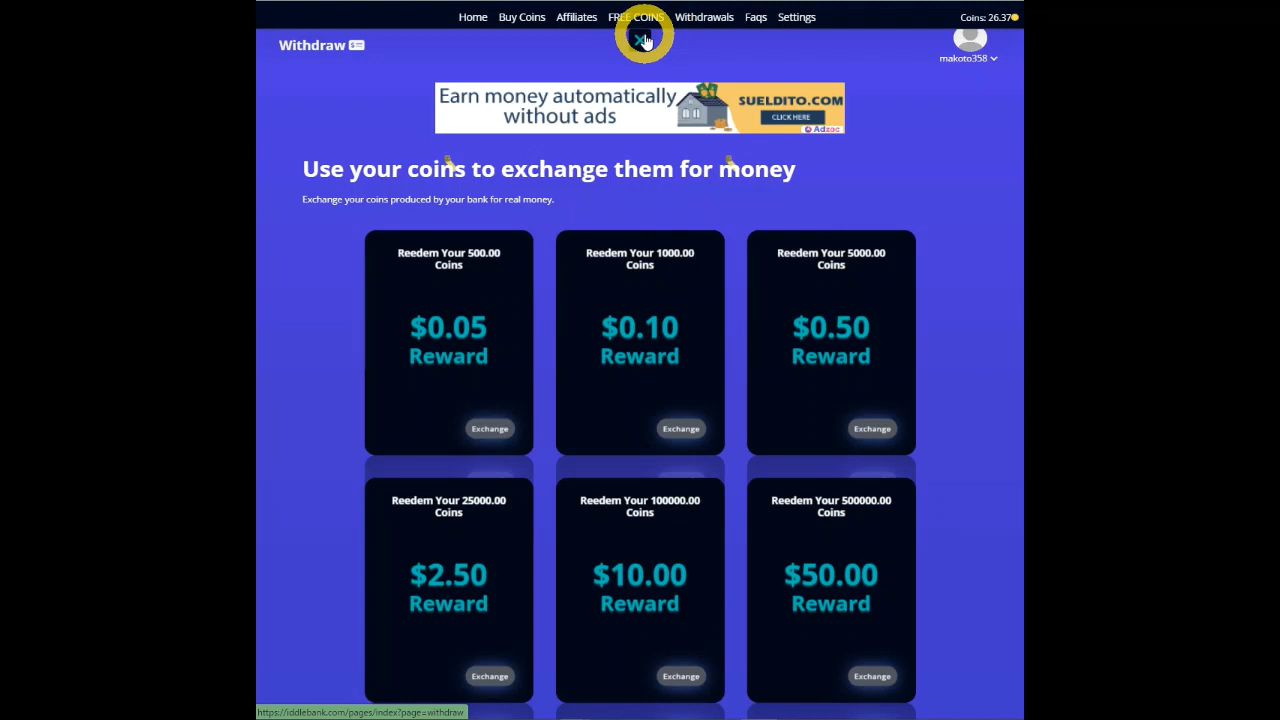 Home Buy Coins Affiliates FREE COINS Withdrawals Faqs Settings Coins: 26.37
Withdraw
makoto358
Earn money automatically
without ads
SUELDITO.COM
CLICK HERE
Adzoc
Use your coins to exchange them for money
Exchange your coins produced by your bank for real money.
Reedem Your 500.00
Coins
$0.05
Reward
Exchange
Reedem Your 1000.00
Coins
$0.10
Reward
Exchange
Reedem Your 5000.00
Coins
$0.50
Reward
Exchange
Reedem Your 25000.00
Coins
$2.50
Reward
Exchange
Reedem Your 100000.00
Coins
$10.00
Reward
Exchange
Reedem Your 500000.00
Coins
$50.00
Reward
Exchange
https://iddlebank.com/pages/index?page=withdraw